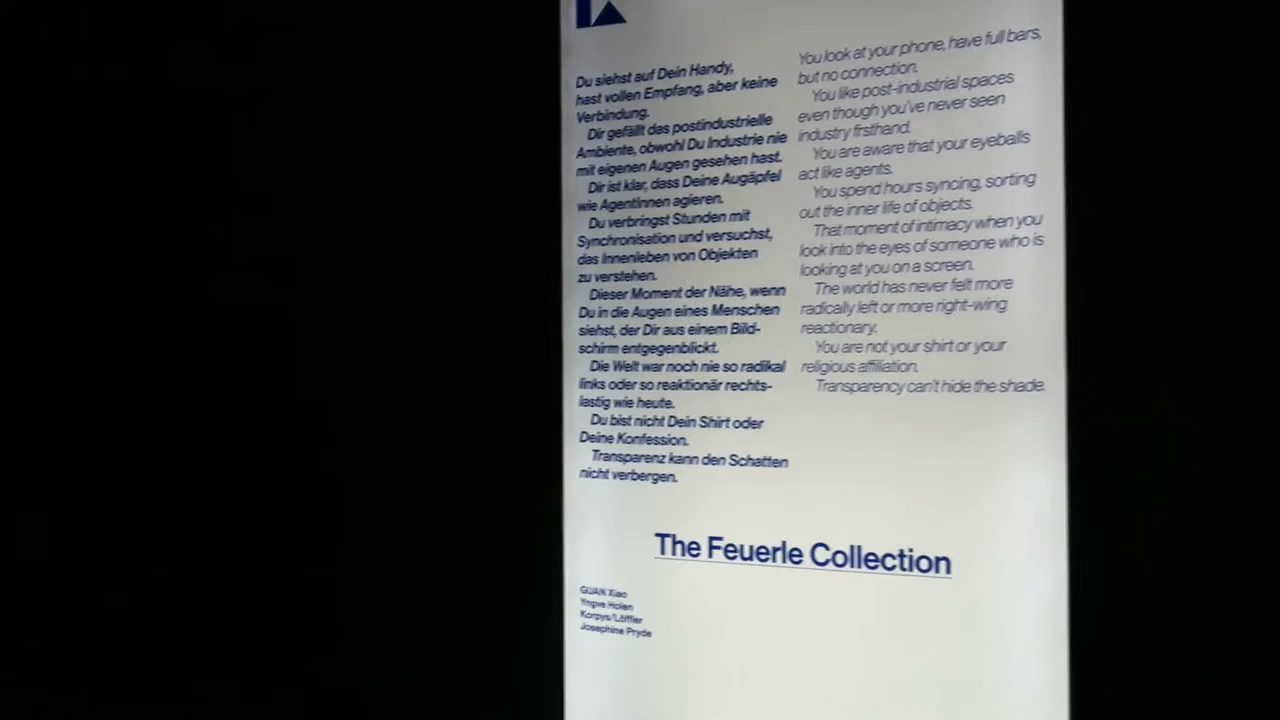 Du siehst auf Dein Handy,
hast vollen Empfang, aber keine
Verbindung.
Dir gefällt das postindustrielle
Ambiente, obwohl Du Industrie nie
mit eigenen Augen gesehen hast.
Dir ist klar, dass Deine Augäpfel
wie AgentInnen agieren.
Du verbringst Stunden mit
Synchronisation und versuchst,
das Innenleben von Objekten
zu verstehen.
Dieser Moment der Nähe, wenn
Du in die Augen eines Menschen
siehst, der Dir aus einem Bild-
schirm entgegenblickt.
Die Welt war noch nie so radikal
links oder so reaktionär rechts-
lastig wie heute.
Du bist nicht Dein Shirt oder
Deine Konfession.
Transparenz kann den Schatten
nicht verbergen.
You look at your phone, have full bars,
but no connection.
You like post-industrial spaces
even though you've never seen
industry frsthand.
You are aware that your eyeballs
act like agents.
You spend hours syncing, sorting
out the inner life of objects.
That moment of intimacy when you
look into the eyes of someone who is
looking at you on a screen.
The world has never felt more
radically left or more right-wing
reactionary.
You are not your shirt or your
religious affiliation.
Transparency can't hide the shade.
The Feuerle Collection
GUAN Xiao
Yngve Holen
Korpys/Löffler
Josephine Pryde